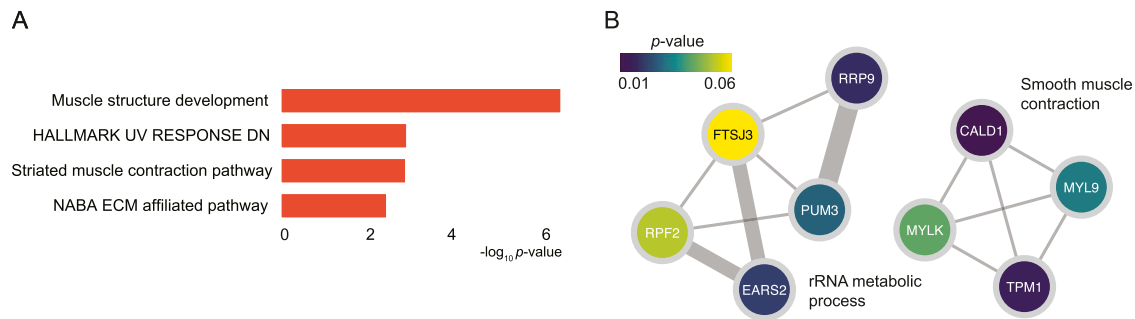 A
Muscle structure development
HALLMARK UV RESPONSE DN
Striated muscle contraction pathway
NABA ECM affiliated pathway
0 2 4 6
-log10 p-value
B
p-value
0.01 0.06
RRP9
FTSJ3
PUM3
RPF2
EARS2
rRNA metabolic
process
Smooth muscle
contraction
CALD1
MYL9
MYLK
TPM1